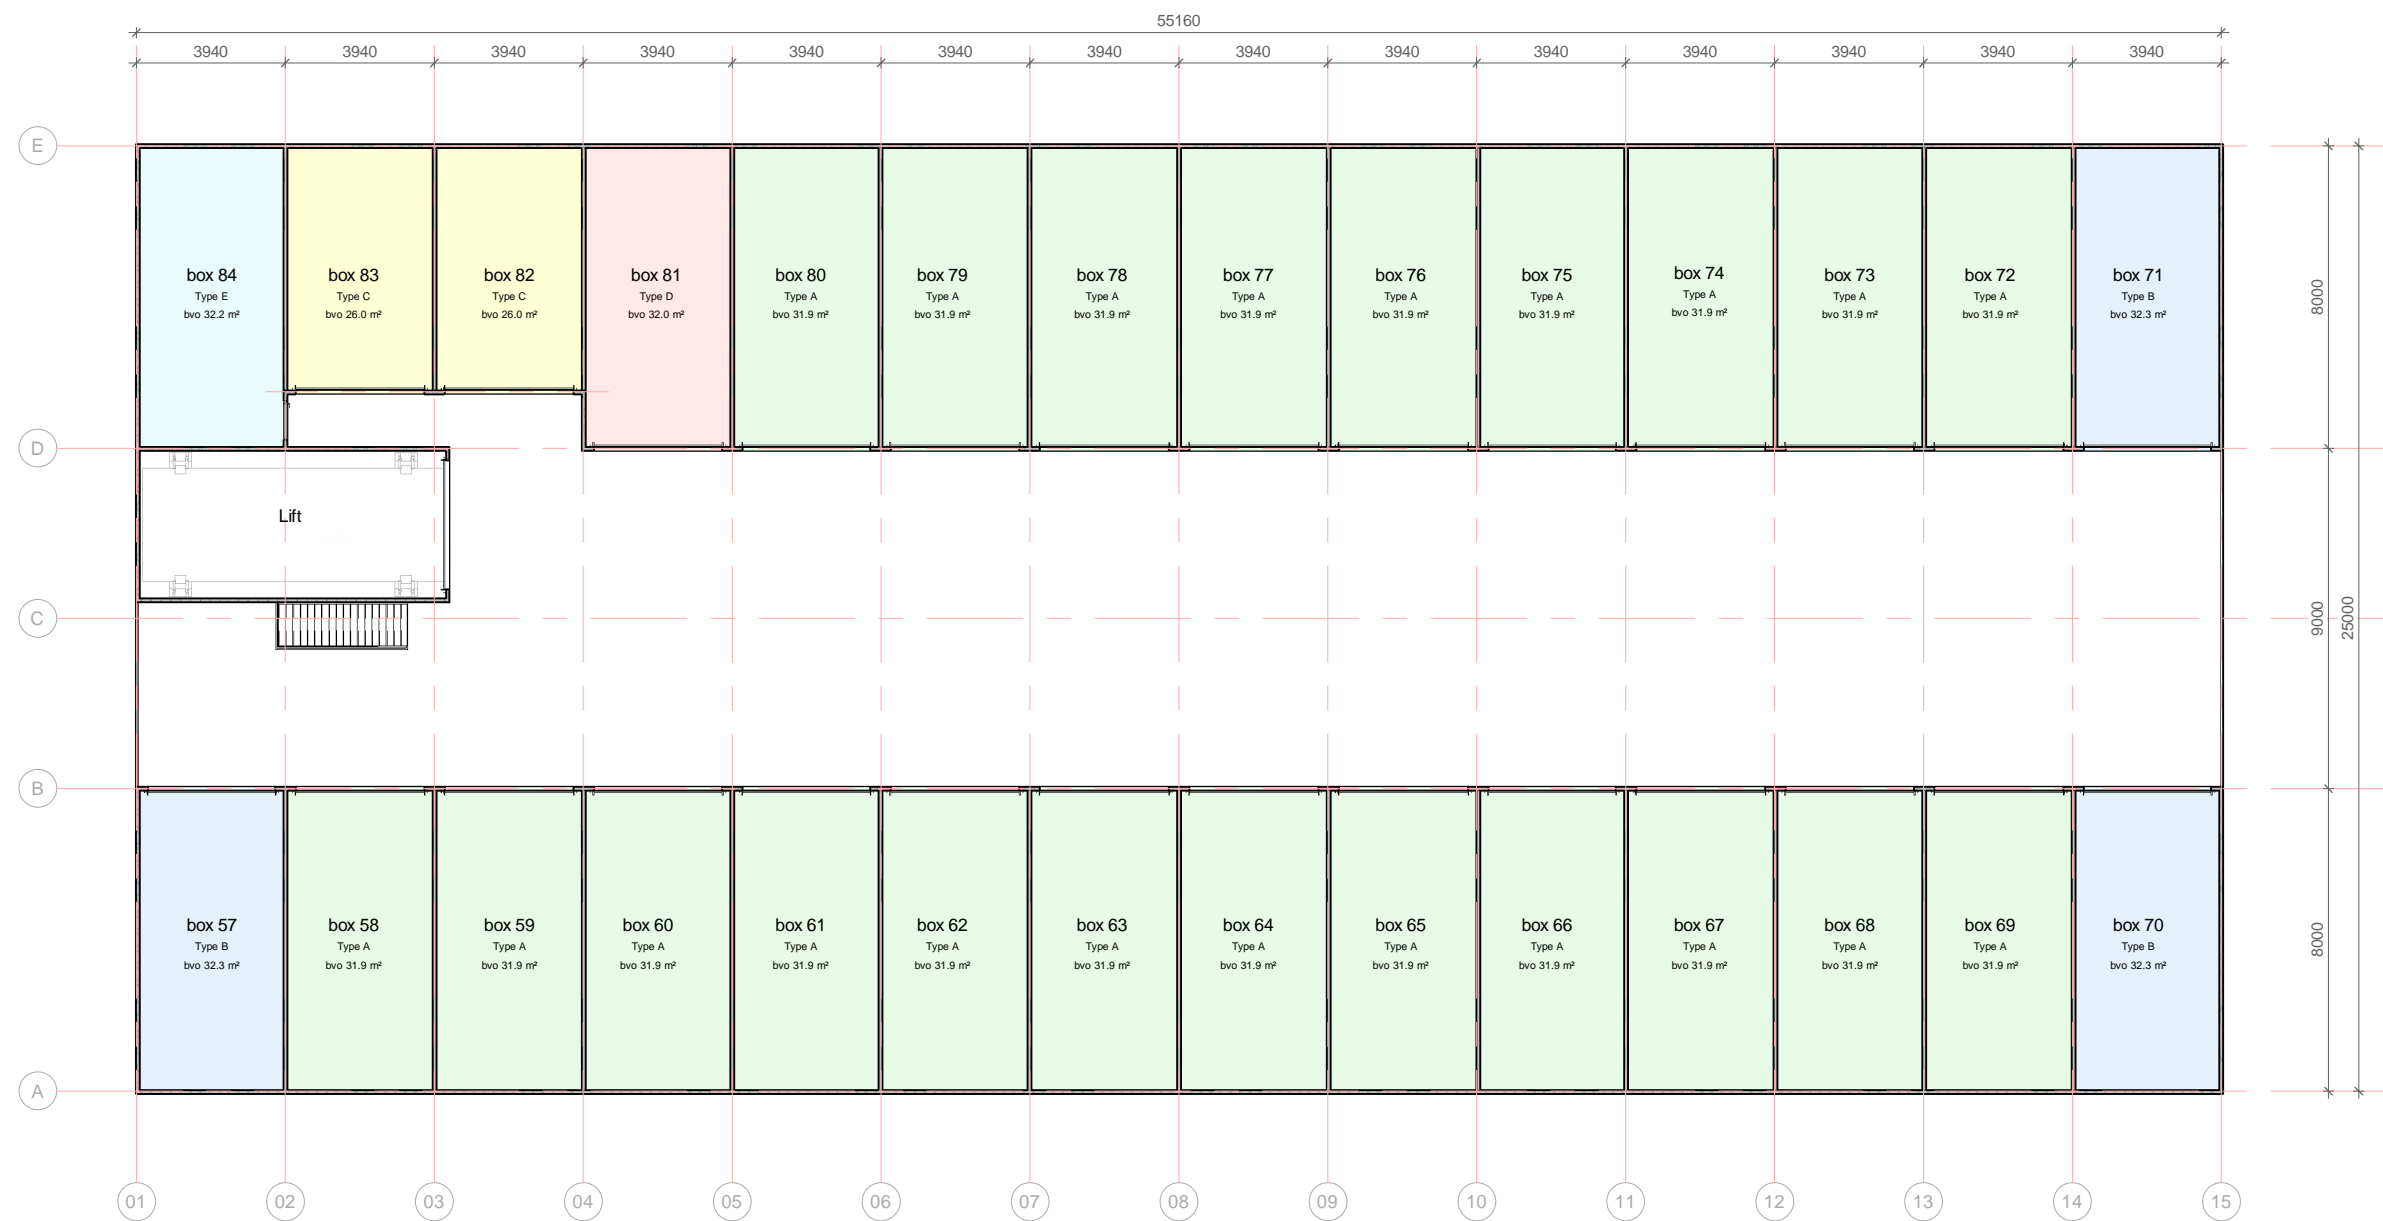 55160
3940 3940 3940 3940 3940 3940 3940 3940 3940 3940 3940 3940 3940 3940
E
box 84 box 83 box 82 box 81 box 80 box 79 box 78 box 77 box 76 box 75 box 74 box 73 box 72 box 71
Type E Type C Type C Type D Type A Type A Type A Type A Type A Type A Type A Type A Type A Type B
bvo 32.2 m² bvo 26.0 m² bvo 26.0 m² bvo 32.0 m² bvo 31.9 m² bvo 31.9 m² bvo 31.9 m² bvo 31.9 m² bvo 31.9 m² bvo 31.9 m² bvo 31.9 m² bvo 31.9 m² bvo 31.9 m² bvo 32.3 m²
8000
D
Lift
C
9000
25000
B
box 57 box 58 box 59 box 60 box 61 box 62 box 63 box 64 box 65 box 66 box 67 box 68 box 69 box 70
Type B Type A Type A Type A Type A Type A Type A Type A Type A Type A Type A Type A Type A Type B
bvo 32.3 m² bvo 31.9 m² bvo 31.9 m² bvo 31.9 m² bvo 31.9 m² bvo 31.9 m² bvo 31.9 m² bvo 31.9 m² bvo 31.9 m² bvo 31.9 m² bvo 31.9 m² bvo 31.9 m² bvo 31.9 m² bvo 32.3 m²
8000
A
01 02 03 04 05 06 07 08 09 10 11 12 13 14 15